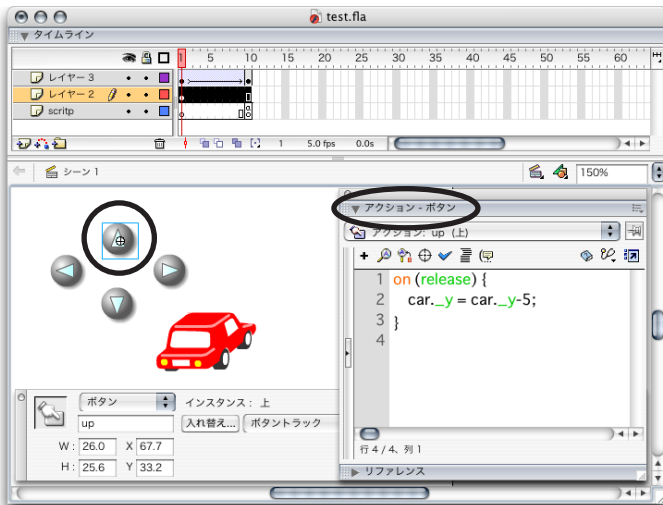 test.fla
タイムライン
1 5 10 15 20 25 30 35 40 45 50 55 60
レイヤー 3
レイヤー 2
scritp
1 5.0 fps 0.0s
シーン 1
150%
アクション - ボタン
アクション: up (上)
1 on (release) {
2 car._y = car._y-5;
3 }
4
ボタン インスタンス: 上
up 入れ替え... ボタントラック
W: 26.0 X 67.7
H: 25.6 Y 33.2
行 4 / 4、列 1
リファレンス